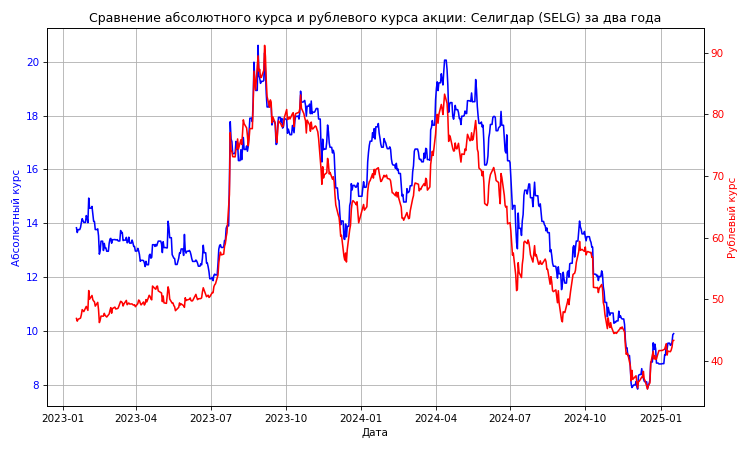 Сравнение абсолютного курса и рублевого курса акции: Селигдар (SELG) за два года
Абсолютный курс
20
18
16
14
12
10
8
90
80
70
60
50
40
Рублевый курс
2023-01 2023-04 2023-07 2023-10 2024-01 2024-04 2024-07 2024-10 2025-01
Дата